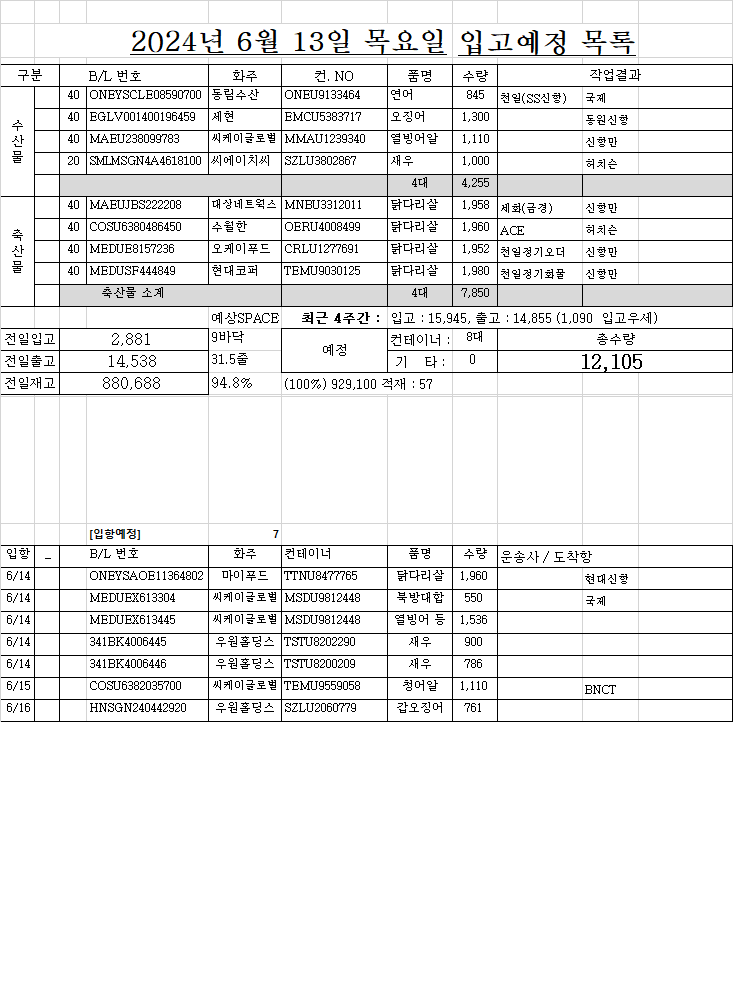 2024년 6월 13일 목요일 입고예정 목록
구분 B/L 번호 화주 컨. NO 품명 수량 작업결과
수산물
40 ONEYSCLE08590700 동림수산 ONEU9133464 연어 845 천일(SS신항) 국제
40 EGLV001400196459 세현 EMCU5383717 오징어 1,300 동원신항
40 MAEU238099783 씨케이글로벌 MMAU1239340 열빙어알 1,110 신항만
20 SMLMSGN4A4618100 씨에이치씨 SZLU3802867 새우 1,000 허치슨
4대 4,255
축산물
40 MAEUJBS222208 대상네트웍스 MNBU3312011 닭다리살 1,958 세화(금경) 신항만
40 COSU6380486450 수월한 OERU4008499 닭다리살 1,960 ACE 허치슨
40 MEDUE8157236 오케이푸드 CRLU1277691 닭다리살 1,952 천일정기오더 신항만
40 MEDUSF444849 현대코퍼 TEMU9030125 닭다리살 1,980 천일정기화물 신항만
축산물 소계 4대 7,850
예상SPACE 최근 4주간 : 입고 : 15,945, 출고 : 14,855 (1,090 입고우세)
전일입고 2,881 9바닥 예정 컨테이너 : 8대 총수량
전일출고 14,538 31.5줄 기 타 : 0 12,105
전일재고 880,688 94.8% (100%) 929,100 적재 : 57
[입항예정] 7
입항 _ B/L 번호 화주 컨테이너 품명 수량 운송사 / 도착항
6/14 ONEYSAOE11364802 마이푸드 TTNU8477765 닭다리살 1,960 현대신항
6/14 MEDUEX613304 씨케이글로벌 MSDU9812448 북방대합 550 국제
6/14 MEDUEX613445 씨케이글로벌 MSDU9812448 열빙어 등 1,536
6/14 341BK4006445 우원홀딩스 TSTU8202290 새우 900
6/14 341BK4006446 우원홀딩스 TSTU8200209 새우 786
6/15 COSU6382035700 씨케이글로벌 TEMU9559058 청어알 1,110 BNCT
6/16 HNSGN240442920 우원홀딩스 SZLU2060779 갑오징어 761